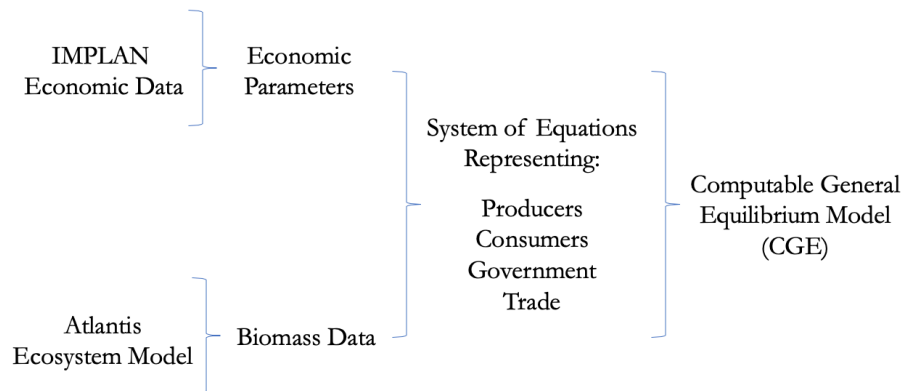 IMPLAN
Economic Data
Economic
Parameters
System of Equations
Representing:
Producers
Consumers
Government
Trade
Computable General
Equilibrium Model
(CGE)
Atlantis
Ecosystem Model
Biomass Data